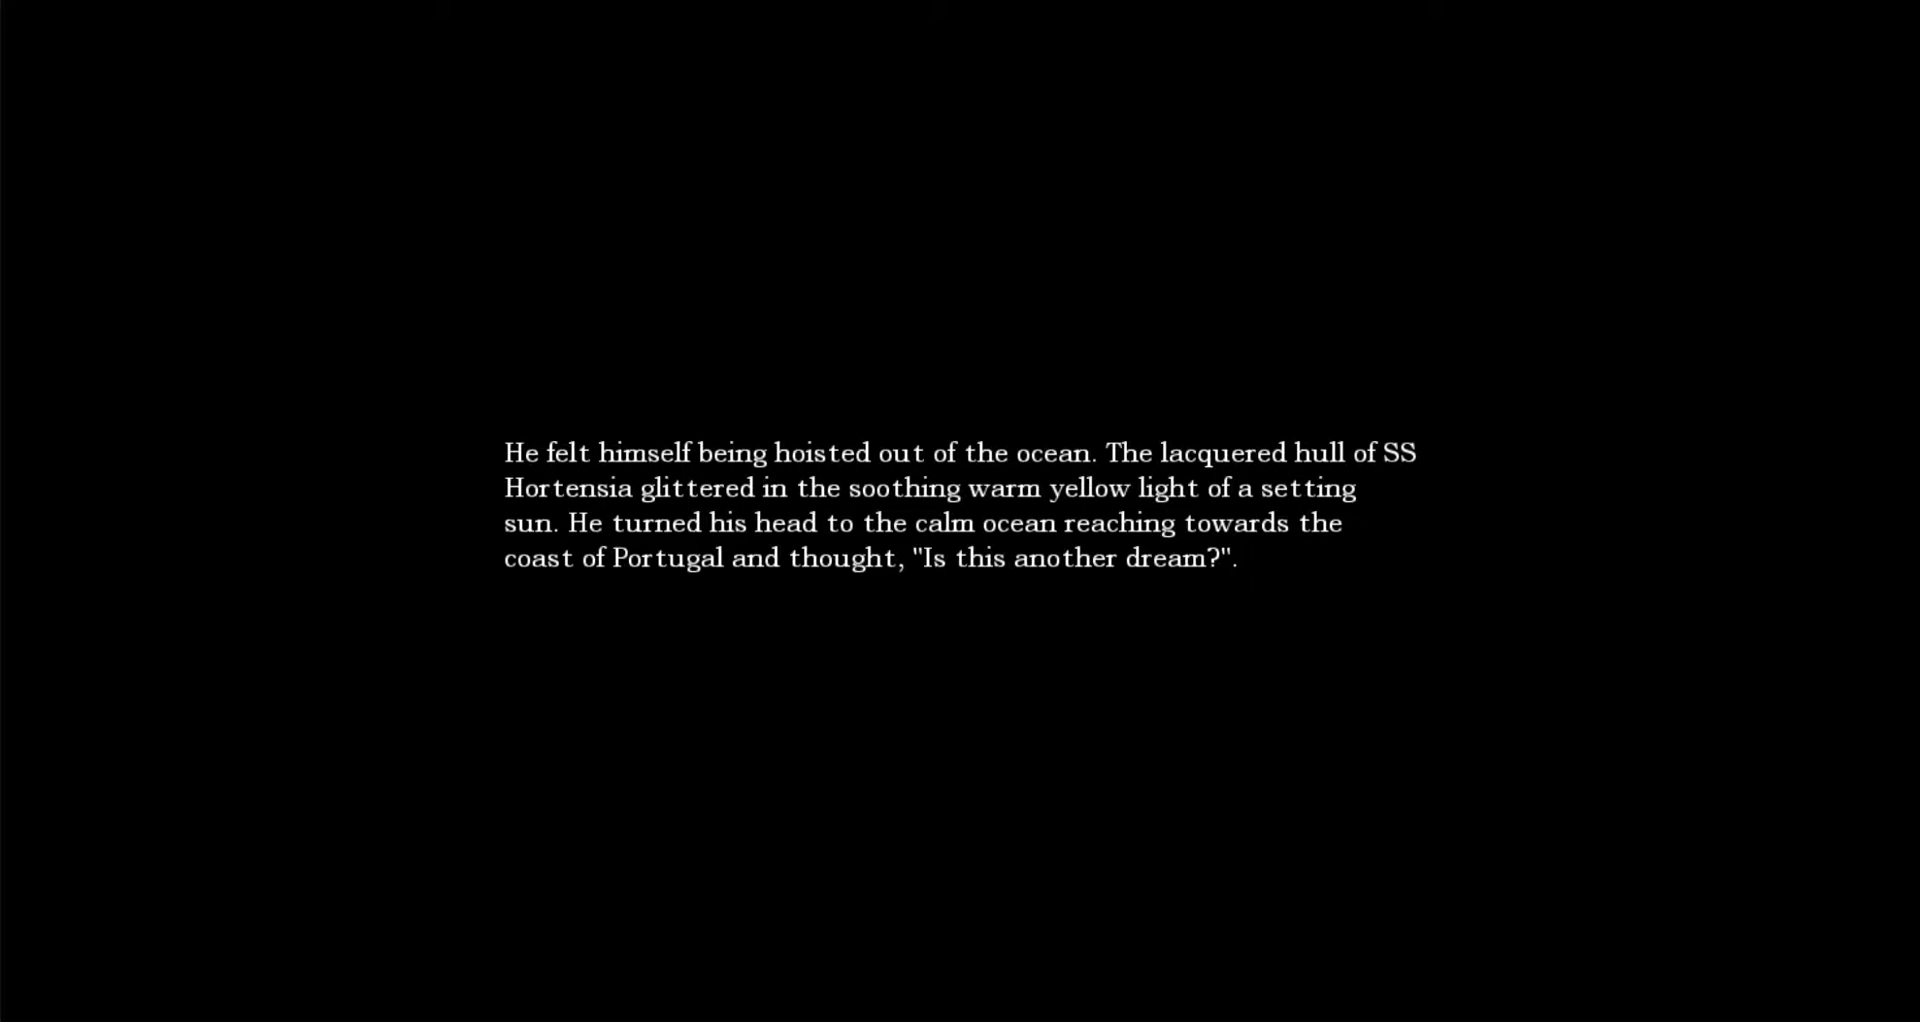 He felt himself being hoisted out of the ocean. The lacquered hull of SS
Hortensia glittered in the soothing warm yellow light of a setting
sun. He turned his head to the calm ocean reaching towards the
coast of Portugal and thought, "Is this another dream?".